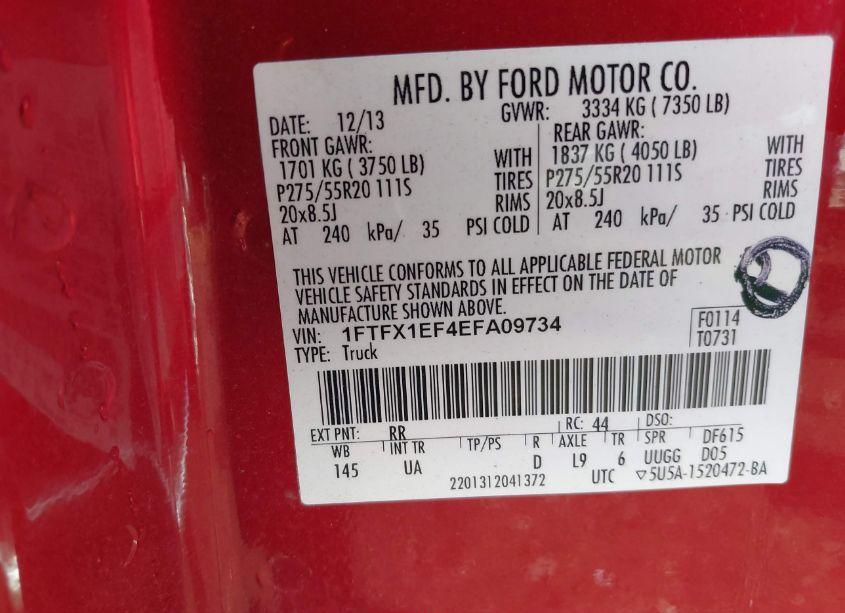 MFD. BY FORD MOTOR CO.
DATE: 12/13 GVWR: 3334 KG ( 7350 LB)
FRONT GAWR: REAR GAWR:
1701 KG ( 3750 LB) WITH 1837 KG ( 4050 LB) WITH
P275/55R20 111S TIRES P275/55R20 111S TIRES
20x8.5J RIMS 20x8.5J RIMS
AT 240 kPa/ 35 PSI COLD AT 240 kPa/ 35 PSI COLD
THIS VEHICLE CONFORMS TO ALL APPLICABLE FEDERAL MOTOR
VEHICLE SAFETY STANDARDS IN EFFECT ON THE DATE OF
MANUFACTURE SHOWN ABOVE.
VIN: 1FTFX1EF4EFA09734 F0114
TYPE: Truck T0731
EXT PNT: RR RC: 44 DSO:
WB INT TR TP/PS R AXLE TR SPR DF615
145 UA D L9 6 UUGG D05
2201312041372 UTC ▽5U5A-1520472-BA